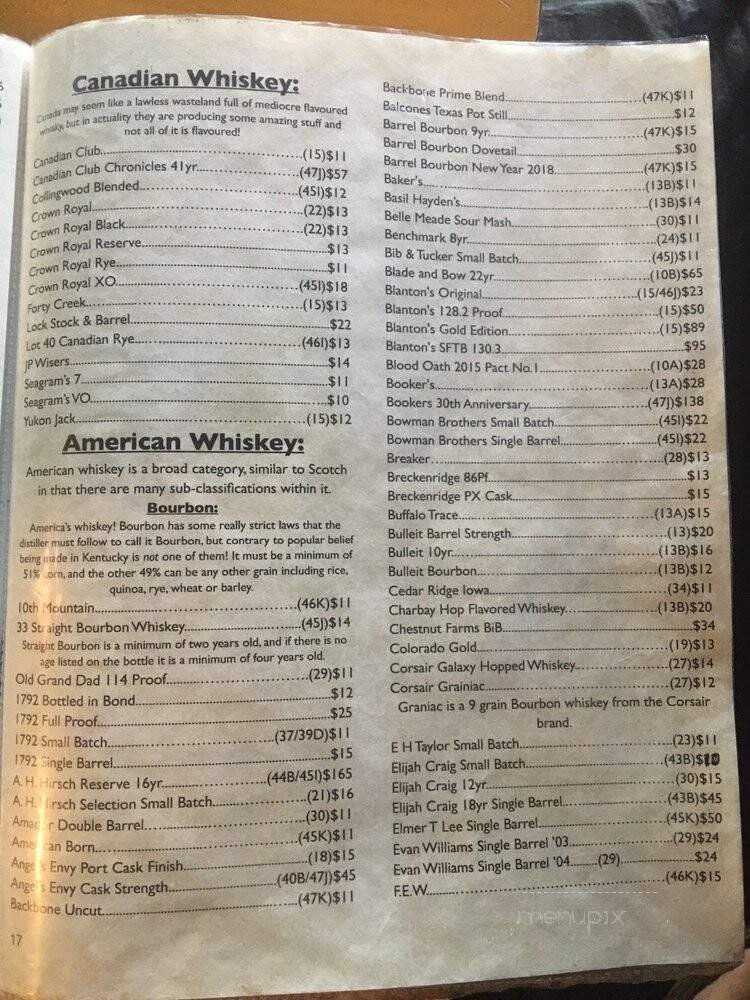 Canadian Whiskey:
Canada may seem like a lawless wasteland full of mediocre flavoured
whisky, but in actuality they are producing some amazing stuff and
not all of it is flavoured!
Canadian Club...(15)$11
Canadian Club Chronicles 41yr...(47J)$57
Collingwood Blended...(45I)$12
Crown Royal...(22)$13
Crown Royal Black...(22)$13
Crown Royal Reserve...$13
Crown Royal Rye...$11
Crown Royal XO...(45I)$18
Forty Creek...(15)$13
Lock Stock & Barrel...$22
Lot 40 Canadian Rye...(46I)$13
JP Wisers...$14
Seagram's 7...$11
Seagram's VO...$10
Yukon Jack...(15)$12
American Whiskey:
American whiskey is a broad category, similar to Scotch
in that there are many sub-classifications within it.
Bourbon:
America's whiskey! Bourbon has some really strict laws that the
distiller must follow to call it Bourbon, but contrary to popular belief
being made in Kentucky is not one of them! It must be a minimum of
51% corn, and the other 49% can be any other grain including rice,
quinoa, rye, wheat or barley.
10th Mountain...(46K)$11
33 Straight Bourbon Whiskey...(45J)$14
Straight Bourbon is a minimum of two years old, and if there is no
age listed on the bottle it is a minimum of four years old.
Old Grand Dad 114 Proof...(29)$11
1792 Bottled in Bond...$12
1792 Full Proof...$25
1792 Small Batch...(37/39D)$11
1792 Single Barrel...$15
A. H. Hirsch Reserve 16yr...(44B/45I)$165
A. H. Hirsch Selection Small Batch...(21)$16
Amador Double Barrel...(30)$11
American Born...(45K)$11
Angels Envy Port Cask Finish...(18)$15
Angels Envy Cask Strength...(40B/47J)$45
Backbone Uncut...(47K)$11
17
Backbone Prime Blend...(47K)$11
Balcones Texas Pot Still...$12
Barrel Bourbon 9yr...(47K)$15
Barrel Bourbon Dovetail...$30
Barrel Bourbon New Year 2018...(47K)$15
Baker's...(13B)$11
Basil Hayden's...(13B)$14
Belle Meade Sour Mash...(30)$11
Benchmark 8yr...(24)$11
Bib & Tucker Small Batch...(45J)$11
Blade and Bow 22yr...(10B)$65
Blanton's Original...(15/46J)$23
Blanton's 128.2 Proof...(15)$50
Blanton's Gold Edition...(15)$89
Blanton's SFTB 130.3...$95
Blood Oath 2015 Pact No.1...(10A)$28
Booker's...(13A)$28
Bookers 30th Anniversary...(47J)$138
Bowman Brothers Small Batch...(45I)$22
Bowman Brothers Single Barrel...(45I)$22
Breaker...(28)$13
Breckenridge 86Pf...$13
Breckenridge PX Cask...$15
Buffalo Trace...(13A)$15
Bulleit Barrel Strength...(13)$20
Bulleit 10yr...(13B)$16
Bulleit Bourbon...(13B)$12
Cedar Ridge Iowa...(34)$11
Charbay Hop Flavored Whiskey...(13B)$20
Chestnut Farms BiB...$34
Colorado Gold...(19)$13
Corsair Galaxy Hopped Whiskey...(27)$14
Corsair Grainiac...(27)$12
Graniac is a 9 grain Bourbon whiskey from the Corsair
brand.
E H Taylor Small Batch...(23)$11
Elijah Craig Small Batch...(43B)
Elijah Craig 12yr...(30)$15
Elijah Craig 18yr Single Barrel...(43B)$45
Elmer T Lee Single Barrel...(45K)$50
Evan Williams Single Barrel '03...(29)$24
Evan Williams Single Barrel '04...(29)...$24
F.E.W...(46K)$15
menupix